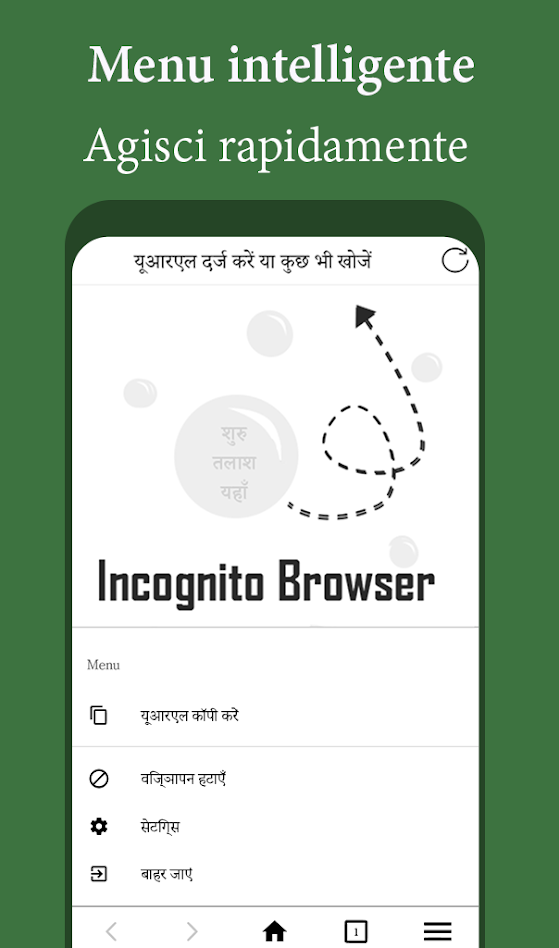 Menu intelligente
Agisci rapidamente
यूआरएल दर्ज करें या कुछ भी खोजें
शुरु
तलाश
यहाँ
Incognito Browser
Menu
यूआरएल कॉपी करें
विज्ञापन हटाएँ
सेटिंग्स
बाहर जाएं
1